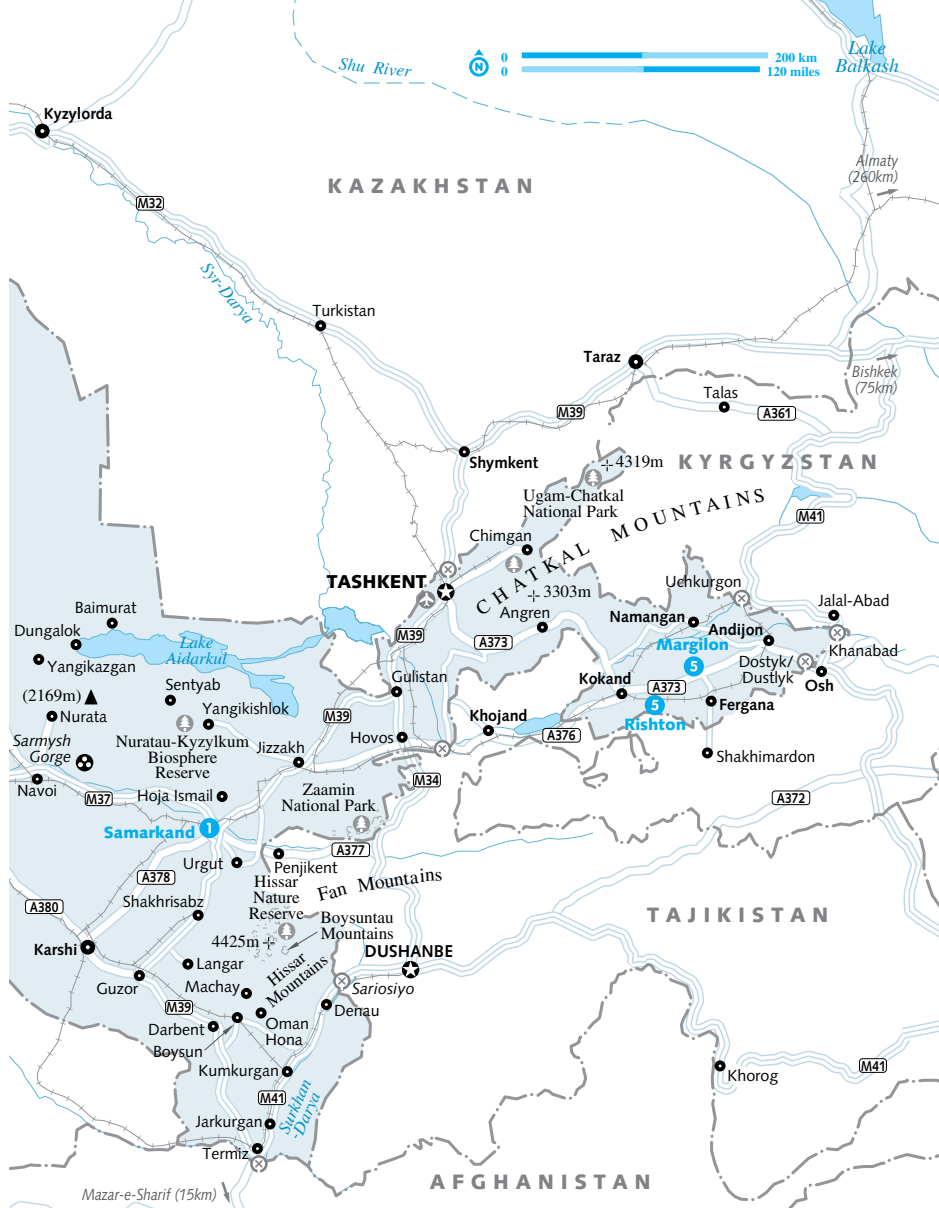 Shu River
N
0
200 km
0
120 miles
Lake
Balkash
Kyzylorda
Almaty
(260km)
KAZAKHSTAN
M32
Syr-Darya
Turkistan
Taraz
Bishkek
(75km)
Talas
M39
A361
Shymkent
4319m
KYRGYZSTAN
Ugam-Chatkal
National Park
CHATKAL MOUNTAINS
M41
Chimgan
TASHKENT
3303m
Uchkurgon
Baimurat
Angren
Namangan
Jalal-Abad
Dungalok
M39
A373
Andijon
Lake
Aidarkul
Margilon
Khanabad
Yangikazgan
5
Dostyk/
Dustlyk
(2169m)
Sentyab
Gulistan
Kokand
A373
Osh
Nurata
Yangikishlok
M39
Khojand
5
Fergana
Rishton
Sarmysh
Gorge
Nuratau-Kyzylkum
Biosphere
Reserve
Jizzakh
Hovos
A376
Shakhimardon
Navoi
M37
Hoja Ismail
Zaamin
National Park
M34
A372
Samarkand
1
A377
Urgut
Penjikent
A378
Hissar
Nature
Reserve
Fan Mountains
A380
Shakhrisabz
Boysuntau
Mountains
TAJIKISTAN
Karshi
4425m
DUSHANBE
Langar
Hissar
Mountains
Guzor
Machay
Sariosiyo
M39
Oman
Hona
Denau
Darbent
Boysun
Kumkurgan
Khorog
M41
M41
Surkhan
-Darya
Jarkurgan
Termiz
Mazar-e-Sharif (15km)
AFGHANISTAN